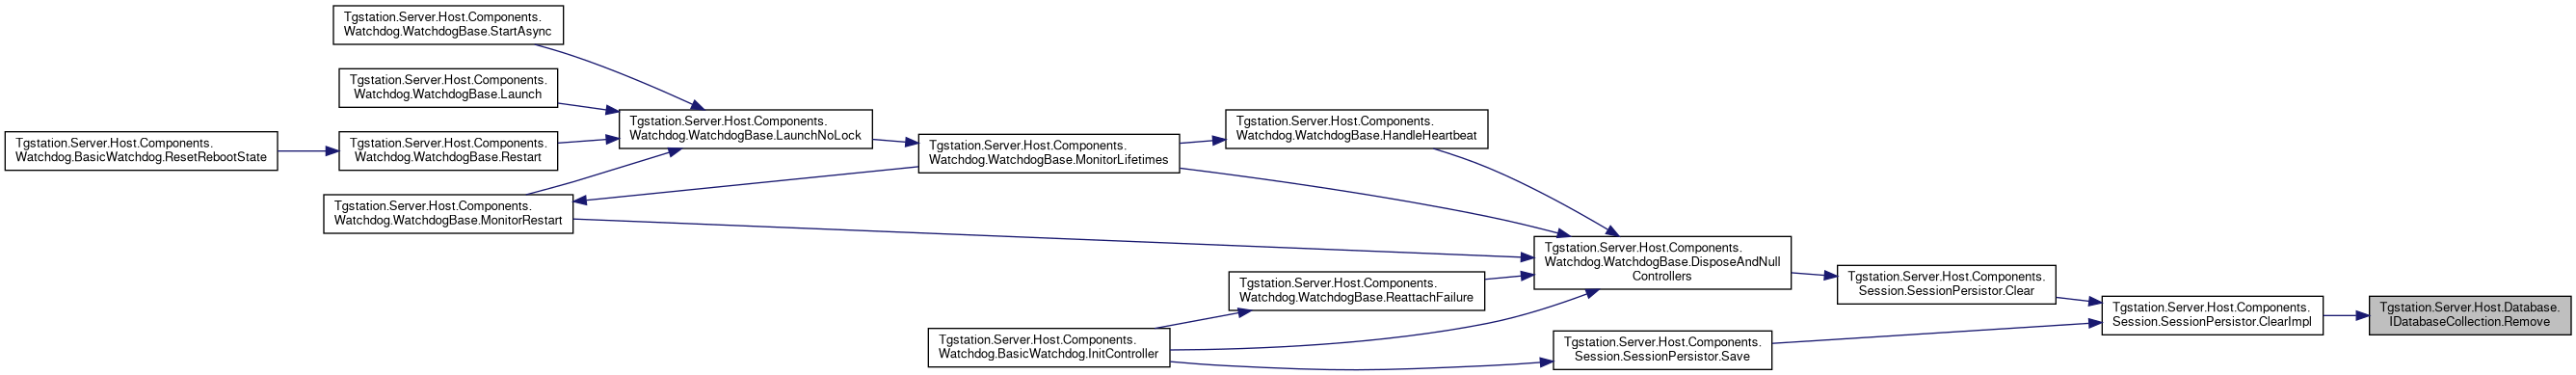 Tgstation.Server.Host.Components.
Watchdog.WatchdogBase.StartAsync
Tgstation.Server.Host.Components.
Watchdog.WatchdogBase.Launch
Tgstation.Server.Host.Components.
Watchdog.BasicWatchdog.ResetRebootState
Tgstation.Server.Host.Components.
Watchdog.WatchdogBase.Restart
Tgstation.Server.Host.Components.
Watchdog.WatchdogBase.MonitorRestart
Tgstation.Server.Host.Components.
Watchdog.WatchdogBase.LaunchNoLock
Tgstation.Server.Host.Components.
Watchdog.WatchdogBase.MonitorLifetimes
Tgstation.Server.Host.Components.
Watchdog.WatchdogBase.HandleHeartbeat
Tgstation.Server.Host.Components.
Watchdog.WatchdogBase.ReattachFailure
Tgstation.Server.Host.Components.
Watchdog.BasicWatchdog.InitController
Tgstation.Server.Host.Components.
Watchdog.WatchdogBase.DisposeAndNull
Controllers
Tgstation.Server.Host.Components.
Session.SessionPersistor.Save
Tgstation.Server.Host.Components.
Session.SessionPersistor.Clear
Tgstation.Server.Host.Components.
Session.SessionPersistor.ClearImpl
Tgstation.Server.Host.Database.
IDatabaseCollection.Remove